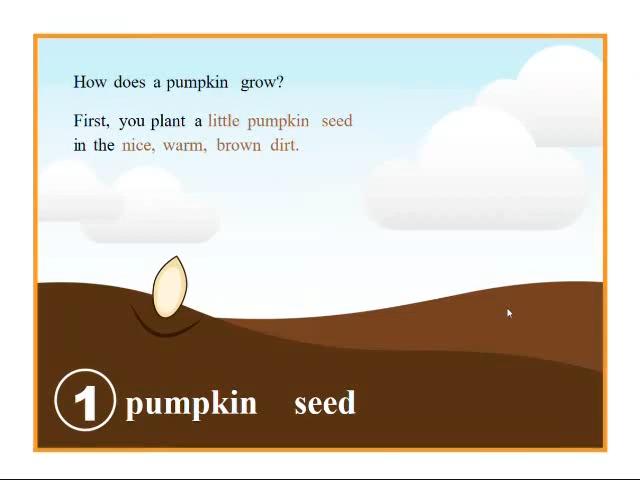 How does a pumpkin grow?
First, you plant a little pumpkin seed
in the nice, warm, brown dirt.
1 pumpkin seed